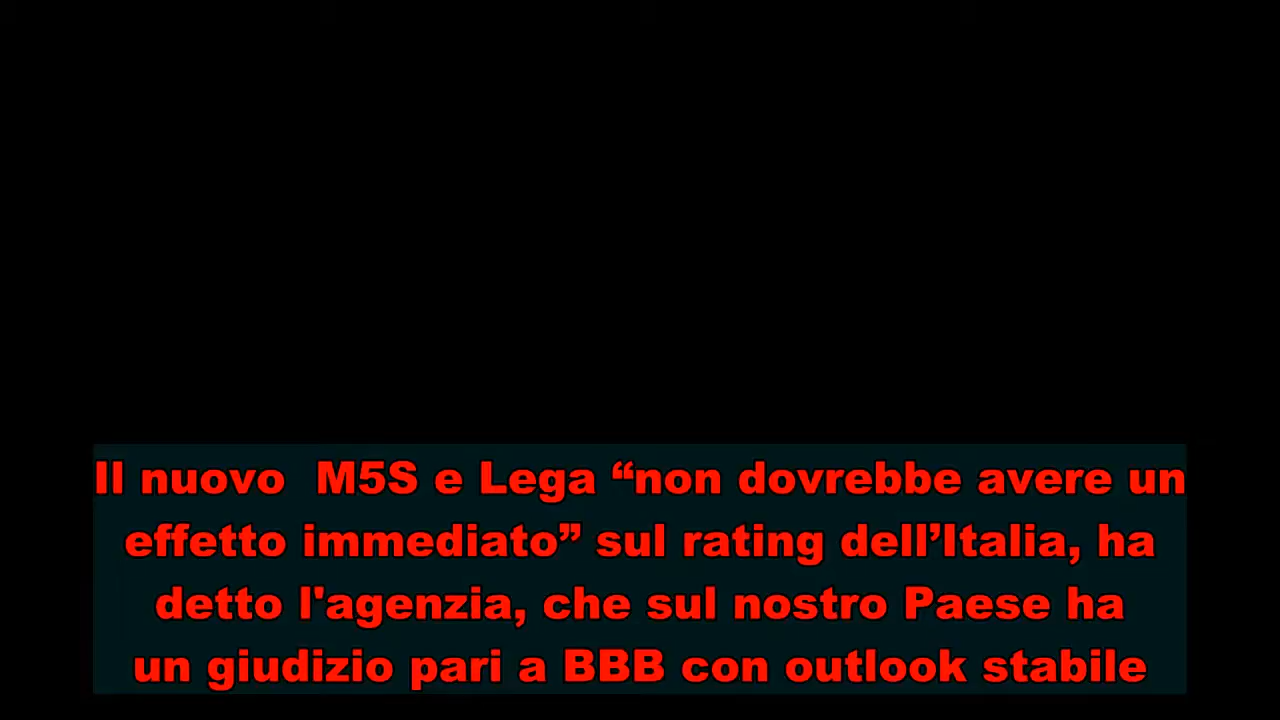 Il nuovo  M5S e Lega “non dovrebbe avere un
effetto immediato” sul rating dell’Italia, ha
detto l'agenzia, che sul nostro Paese ha
un giudizio pari a BBB con outlook stabile